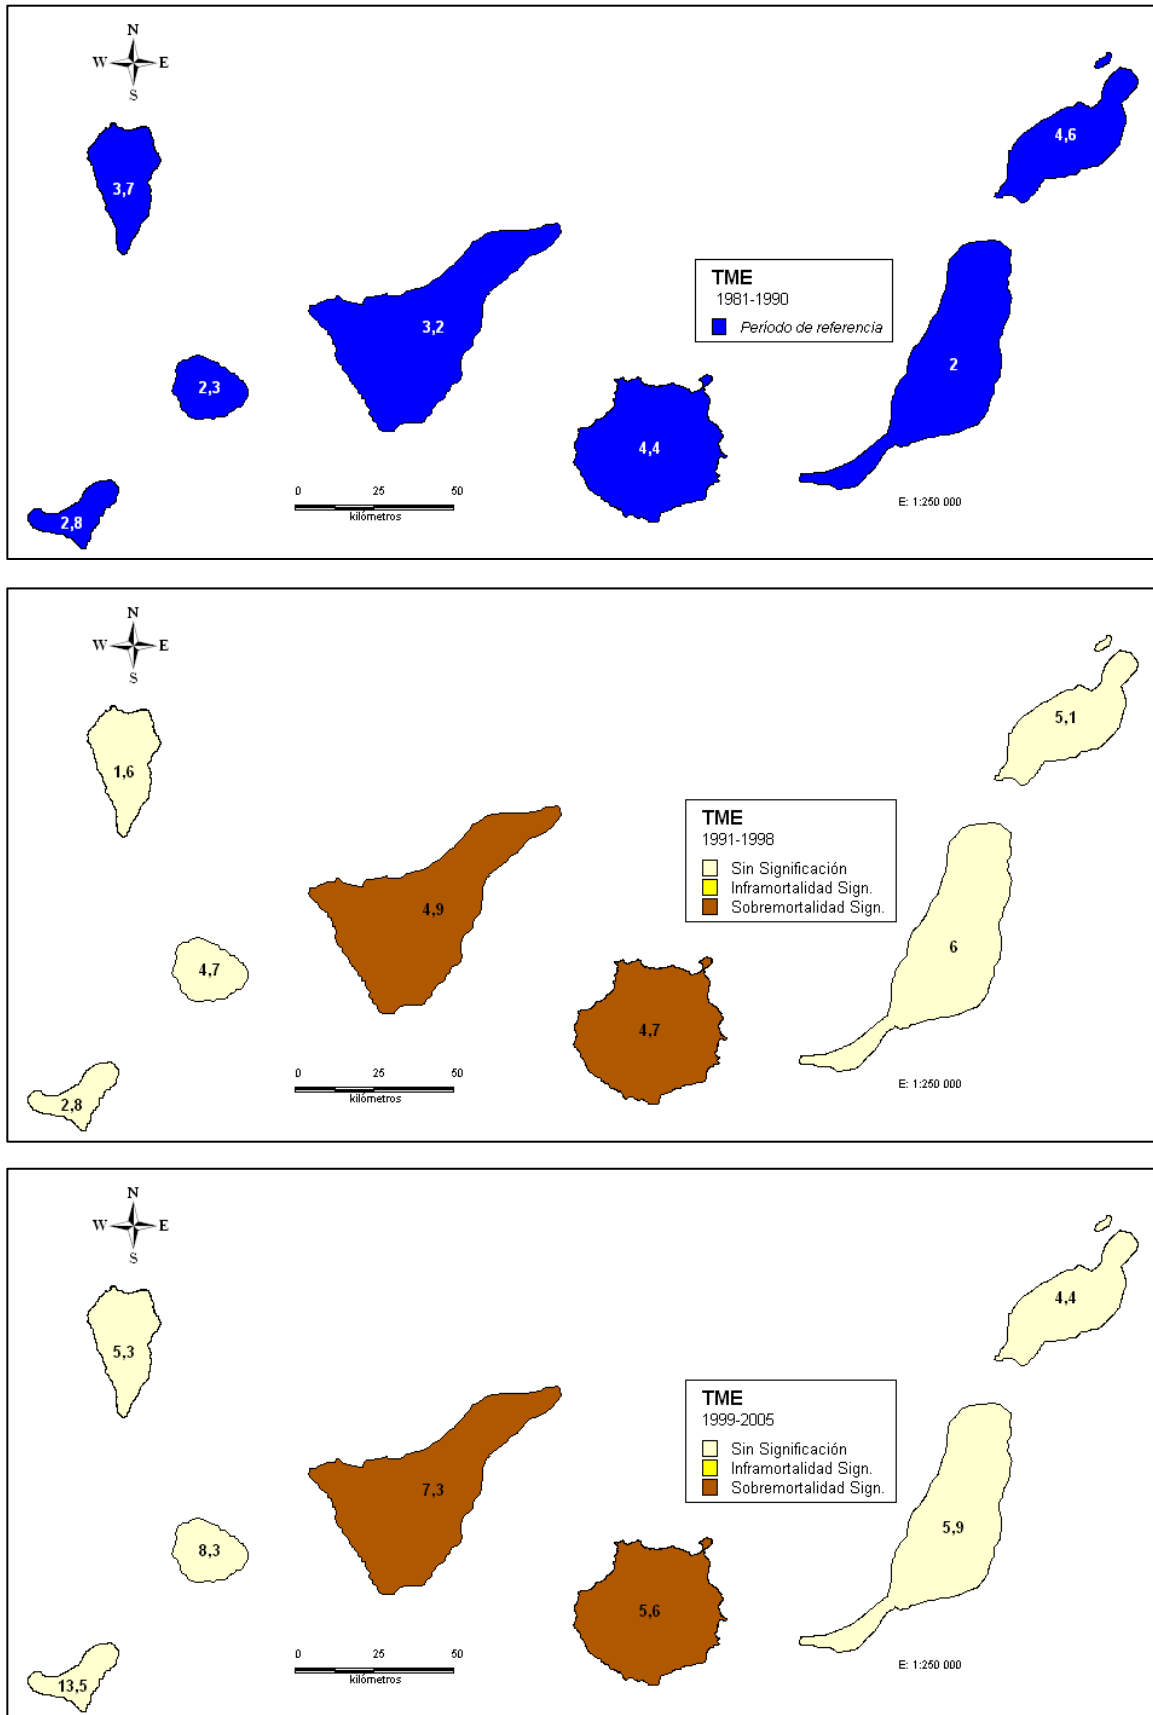 N
W E
S
4,6
3,7
TME
1981-1990
Período de referencia
3,2
2
2,3
4,4
0 25 50
kilómetros
E: 1:250 000
2,8
N
W E
S
5,1
1,6
TME
1991-1998
Sin Significación
Inframortalidad Sign.
Sobremortalidad Sign.
4,9
6
4,7
4,7
0 25 50
kilómetros
E: 1:250 000
2,8
N
W E
S
4,4
5,3
TME
1999-2005
Sin Significación
Inframortalidad Sign.
Sobremortalidad Sign.
7,3
5,9
8,3
5,6
0 25 50
kilómetros
E: 1:250 000
13,5